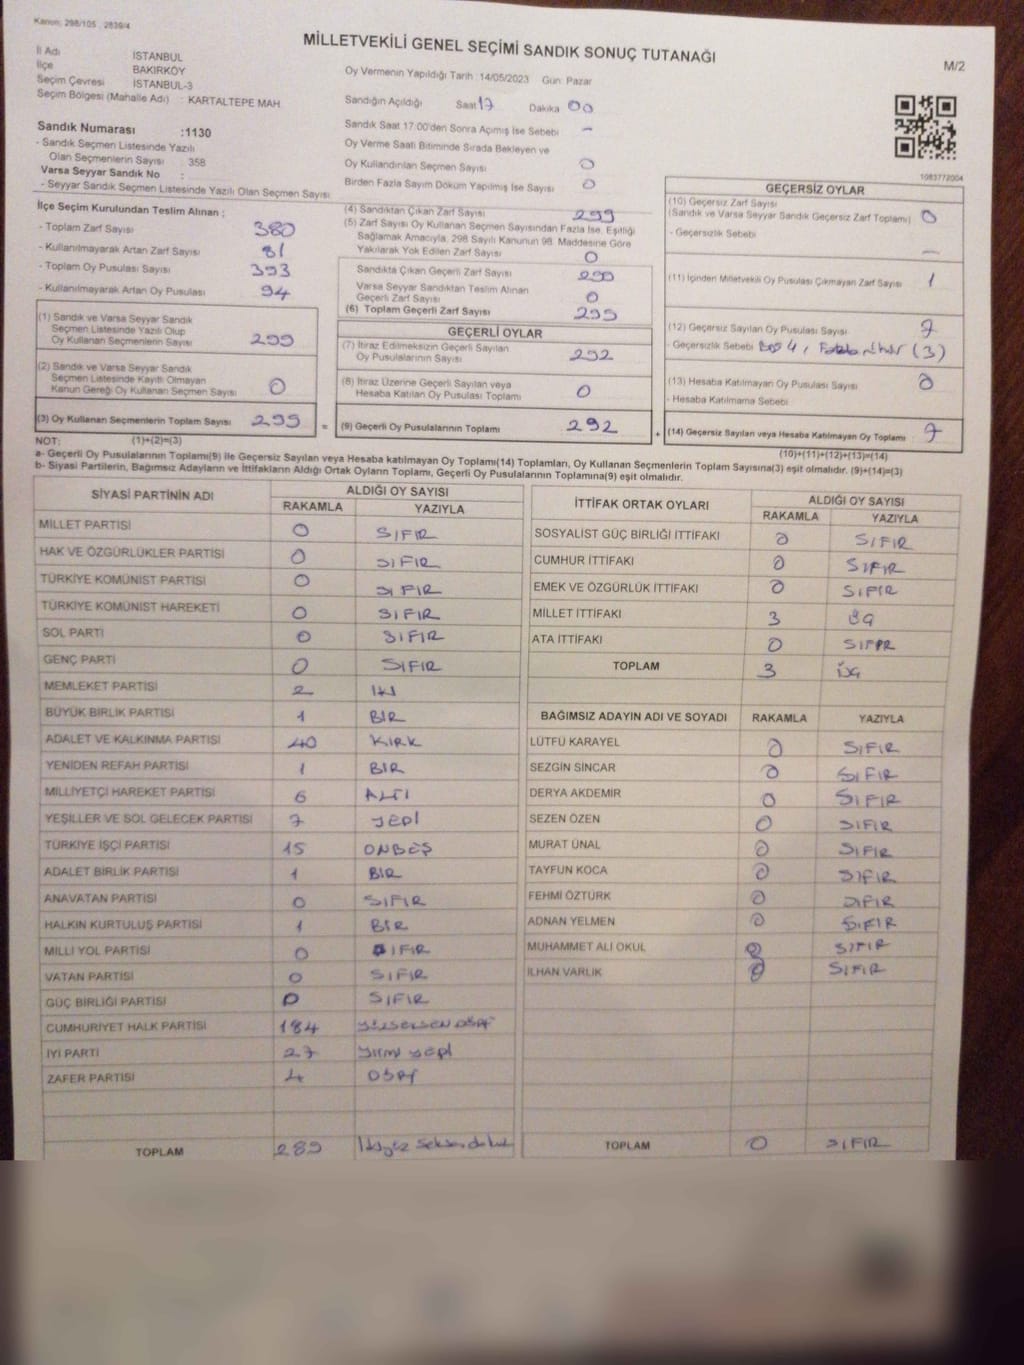 Kanun: 298/105 , 2839/4
MİLLETVEKİLİ GENEL SEÇİMİ SANDIK SONUÇ TUTANAĞI
M/2
İl Adı : İSTANBUL
İlçe : BAKIRKÖY
Seçim Çevresi : İSTANBUL-3
Seçim Bölgesi (Mahalle Adı) : KARTALTEPE MAH
Sandık Numarası :1130
- Sandık Seçmen Listesinde Yazılı
Olan Seçmenlerin Sayısı : 358
Varsa Seyyar Sandık No :
- Seyyar Sandık Seçmen Listesinde Yazılı Olan Seçmen Sayısı
Oy Vermenin Yapıldığı Tarih : 14/05/2023 Gün: Pazar
Sandığın Açıldığı Saat 17 Dakika 00
Sandık Saat 17:00'den Sonra Açımış İse Sebebi –
Oy Verme Saati Bitiminde Sırada Bekleyen ve
Oy Kullandırılan Seçmen Sayısı 0
Birden Fazla Sayım Döküm Yapılmış İse Sayısı 0
1083772004
İlçe Seçim Kurulundan Teslim Alınan :
- Toplam Zarf Sayısı 380
- Kullanılmayarak Artan Zarf Sayısı 81
- Toplam Oy Pusulası Sayısı 393
- Kullanılmayarak Artan Oy Pusulası 94
(1) Sandık ve Varsa Seyyar Sandık
Seçmen Listesinde Yazılı Olup
Oy Kullanan Seçmenlerin Sayısı 299
(2) Sandık ve Varsa Seyyar Sandık
Seçmen Listesinde Kayıtlı Olmayan
Kanun Gereği Oy Kullanan Seçmen Sayısı 0
(3) Oy Kullanan Seçmenlerin Toplam Sayısı 299 =
(4) Sandıktan Çıkan Zarf Sayısı 299
(5) Zarf Sayısı Oy Kullanan Seçmen Sayısından Fazla İse, Eşitliği
Sağlamak Amacıyla, 298 Sayılı Kanunun 98. Maddesine Göre
Yakılarak Yok Edilen Zarf Sayısı 0
Sandıkta Çıkan Geçerli Zarf Sayısı
Varsa Seyyar Sandıktan Teslim Alınan
Geçerli Zarf Sayısı 0
(6) Toplam Geçerli Zarf Sayısı 299
GEÇERLİ OYLAR
(7) İtiraz Edilmeksizin Geçerli Sayılan
Oy Pusulalarının Sayısı 292
(8) İtiraz Üzerine Geçerli Sayılan veya
Hesaba Katılan Oy Pusulası Toplamı 0
(9) Geçerli Oy Pusulalarının Toplamı 292 +
GEÇERSİZ OYLAR
(10) Geçersiz Zarf Sayısı
(Sandık ve Varsa Seyyar Sandık Geçersiz Zarf Toplamı) 0
- Geçersizlik Sebebi –
(11) İçinden Milletvekili Oy Pusulası Çıkmayan Zarf Sayısı 1
(12) Geçersiz Sayılan Oy Pusulası Sayısı 7
- Geçersizlik Sebebi Boş 4, (3)
(13) Hesaba Katılmayan Oy Pusulası Sayısı 0
- Hesaba Katılmama Sebebi
(14) Geçersiz Sayılan veya Hesaba Katılmayan Oy Toplamı 7
NOT: (1)+(2)=(3) (10)+(11)+(12)+(13)=(14)
a- Geçerli Oy Pusulalarının Toplamı(9) ile Geçersiz Sayılan veya Hesaba katılmayan Oy Toplamı(14) Toplamları, Oy Kullanan Seçmenlerin Toplam Sayısına(3) eşit olmalıdır. (9)+(14)=(3)
b- Siyasi Partilerin, Bağımsız Adayların ve İttifakların Aldığı Ortak Oyların Toplamı, Geçerli Oy Pusulalarının Toplamına(9) eşit olmalıdır.
SİYASİ PARTİNİN ADI ALDIĞI OY SAYISI
RAKAMLA YAZIYLA
MİLLET PARTİSİ 0 SIFIR
HAK VE ÖZGÜRLÜKLER PARTİSİ 0 SIFIR
TÜRKİYE KOMÜNİST PARTİSİ 0 SIFIR
TÜRKİYE KOMÜNİST HAREKETİ 0 SIFIR
SOL PARTİ 0 SIFIR
GENÇ PARTİ 0 SIFIR
MEMLEKET PARTİSİ 2 İKİ
BÜYÜK BİRLİK PARTİSİ 1 BİR
ADALET VE KALKINMA PARTİSİ 40 KIRK
YENİDEN REFAH PARTİSİ 1 BİR
MİLLİYETÇİ HAREKET PARTİSİ 6 ALTI
YEŞİLLER VE SOL GELECEK PARTİSİ 7 YEDİ
TÜRKİYE İŞÇİ PARTİSİ 15 ONBEŞ
ADALET BİRLİK PARTİSİ 1 BİR
ANAVATAN PARTİSİ 0 SIFIR
HALKIN KURTULUŞ PARTİSİ 1 BİR
MİLLİ YOL PARTİSİ 0 SIFIR
VATAN PARTİSİ 0 SIFIR
GÜÇ BİRLİĞİ PARTİSİ 0 SIFIR
CUMHURİYET HALK PARTİSİ 184 YÜZSEKSEN DÖRT
İYİ PARTİ 27 yirmi yedi
ZAFER PARTİSİ 4 DÖRT
TOPLAM 289 İkiyüz seksen dokuz
İTTİFAK ORTAK OYLARI ALDIĞI OY SAYISI
RAKAMLA YAZIYLA
SOSYALİST GÜÇ BİRLİĞİ İTTİFAKI 0 SIFIR
CUMHUR İTTİFAKI 0 SIFIR
EMEK VE ÖZGÜRLÜK İTTİFAKI 0 SIFIR
MİLLET İTTİFAKI 3 ÜÇ
ATA İTTİFAKI 0 SIFIR
TOPLAM 3 ÜÇ
BAĞIMSIZ ADAYIN ADI VE SOYADI RAKAMLA YAZIYLA
LÜTFÜ KARAYEL 0 SIFIR
SEZGİN SİNCAR 0 SIFIR
DERYA AKDEMİR 0 SIFIR
SEZEN ÖZEN 0 SIFIR
MURAT ÜNAL 0 SIFIR
TAYFUN KOCA 0 SIFIR
FEHMİ ÖZTÜRK 0 SIFIR
ADNAN YELMEN 0 SIFIR
MUHAMMET ALİ OKUL 0 SIFIR
İLHAN VARLIK 0 SIFIR
TOPLAM 0 SIFIR